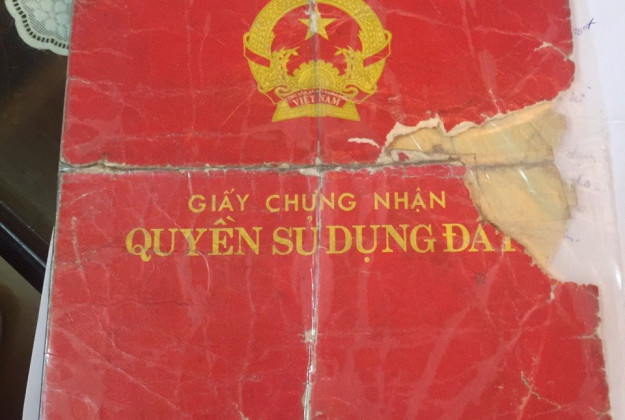 VIỆT NAM
GIẤY CHỨNG NHẬN
QUYỀN SỬ DỤNG ĐẤT